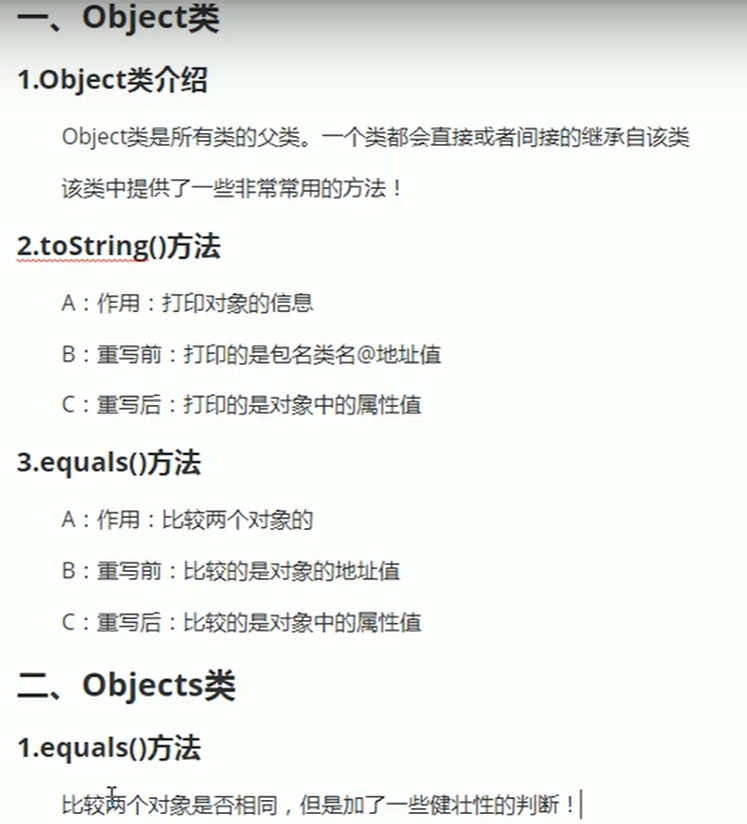 一、Object类
1.Object类介绍
Object类是所有类的父类。一个类都会直接或者间接的继承自该类
该类中提供了一些非常常用的方法！
2.toString()方法
A：作用：打印对象的信息
B：重写前：打印的是包名类名@地址值
C：重写后：打印的是对象中的属性值
3.equals()方法
A：作用：比较两个对象的
B：重写前：比较的是对象的地址值
C：重写后：比较的是对象中的属性值
二、Objects类
1.equals()方法
比较两个对象是否相同，但是加了一些健壮性的判断！